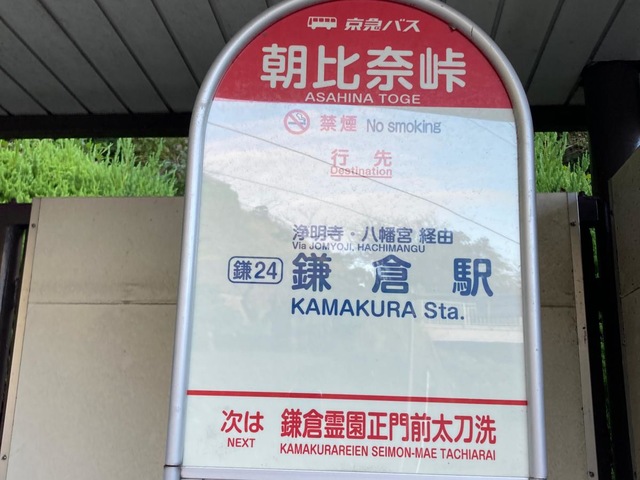 京急バス
朝比奈峠
ASAHINA TOGE
禁煙 No smoking
行先
Destination
浄明寺・八幡宮 経由
Via JOMYOJI, HACHIMANGU
鎌24 鎌倉駅
KAMAKURA Sta.
次は 鎌倉霊園正門前太刀洗
NEXT KAMAKURAREIEN SEIMON-MAE TACHIARAI